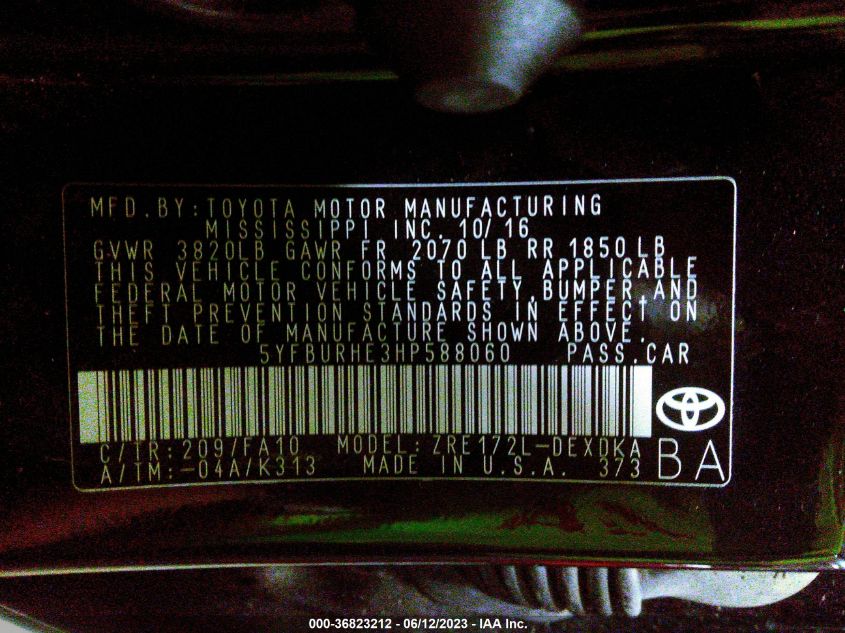 MFD.BY:TOYOTA MOTOR MANUFACTURING
MISSISSIPPI INC. 10/16
GVWR 3820LB GAWR FR 2070 LB RR 1850 LB
THIS VEHICLE CONFORMS TO ALL APPLICABLE
FEDERAL MOTOR VEHICLE SAFETY,BUMPER,AND
THEFT PREVENTION STANDARDS IN EFFECT ON
THE DATE OF MANUFACTURE SHOWN ABOVE.
5YFBURHE3HP588060 PASS.CAR
C/TR:209/FA10 MODEL:ZRE172L-DEXDKA
A/TM:-04A/K313 MADE IN U.S.A. 373
BA
000-36823212 - 06/12/2023 - IAA Inc.